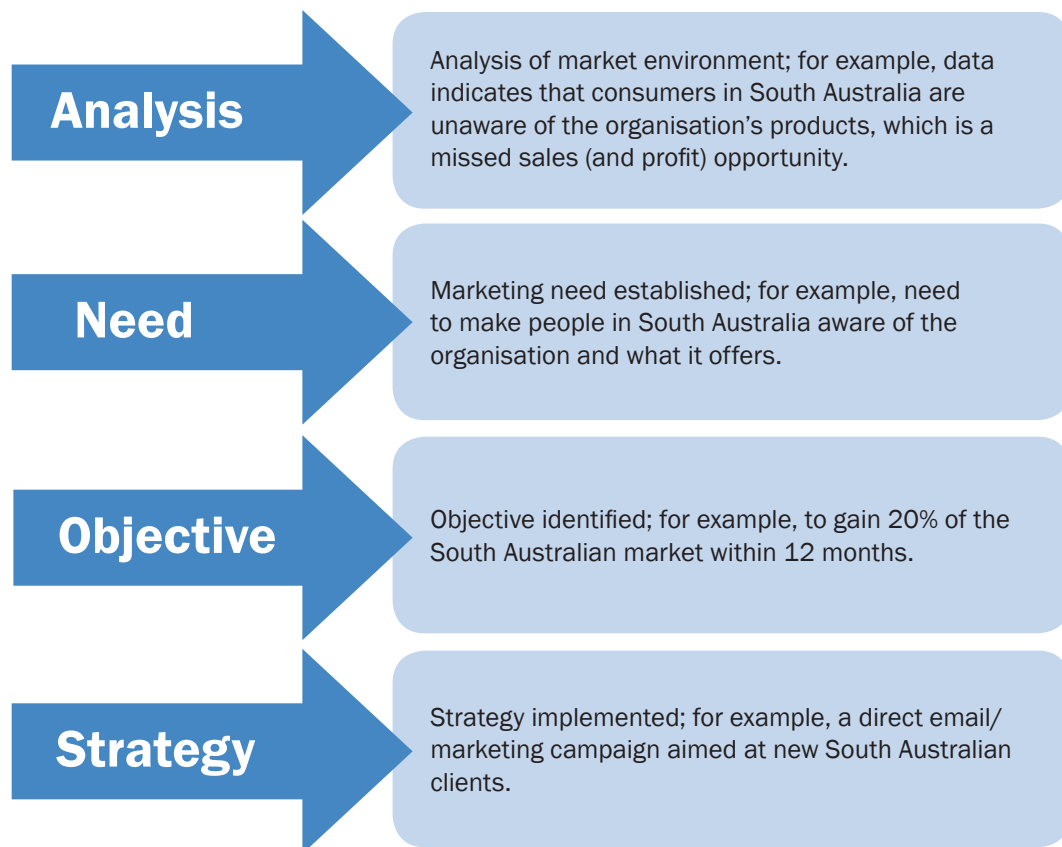 Analysis
Analysis of market environment; for example, data
indicates that consumers in South Australia are
unaware of the organisation’s products, which is a
missed sales (and profit) opportunity.
Need
Marketing need established; for example, need
to make people in South Australia aware of the
organisation and what it offers.
Objective
Objective identified; for example, to gain 20% of the
South Australian market within 12 months.
Strategy
Strategy implemented; for example, a direct email/
marketing campaign aimed at new South Australian
clients.